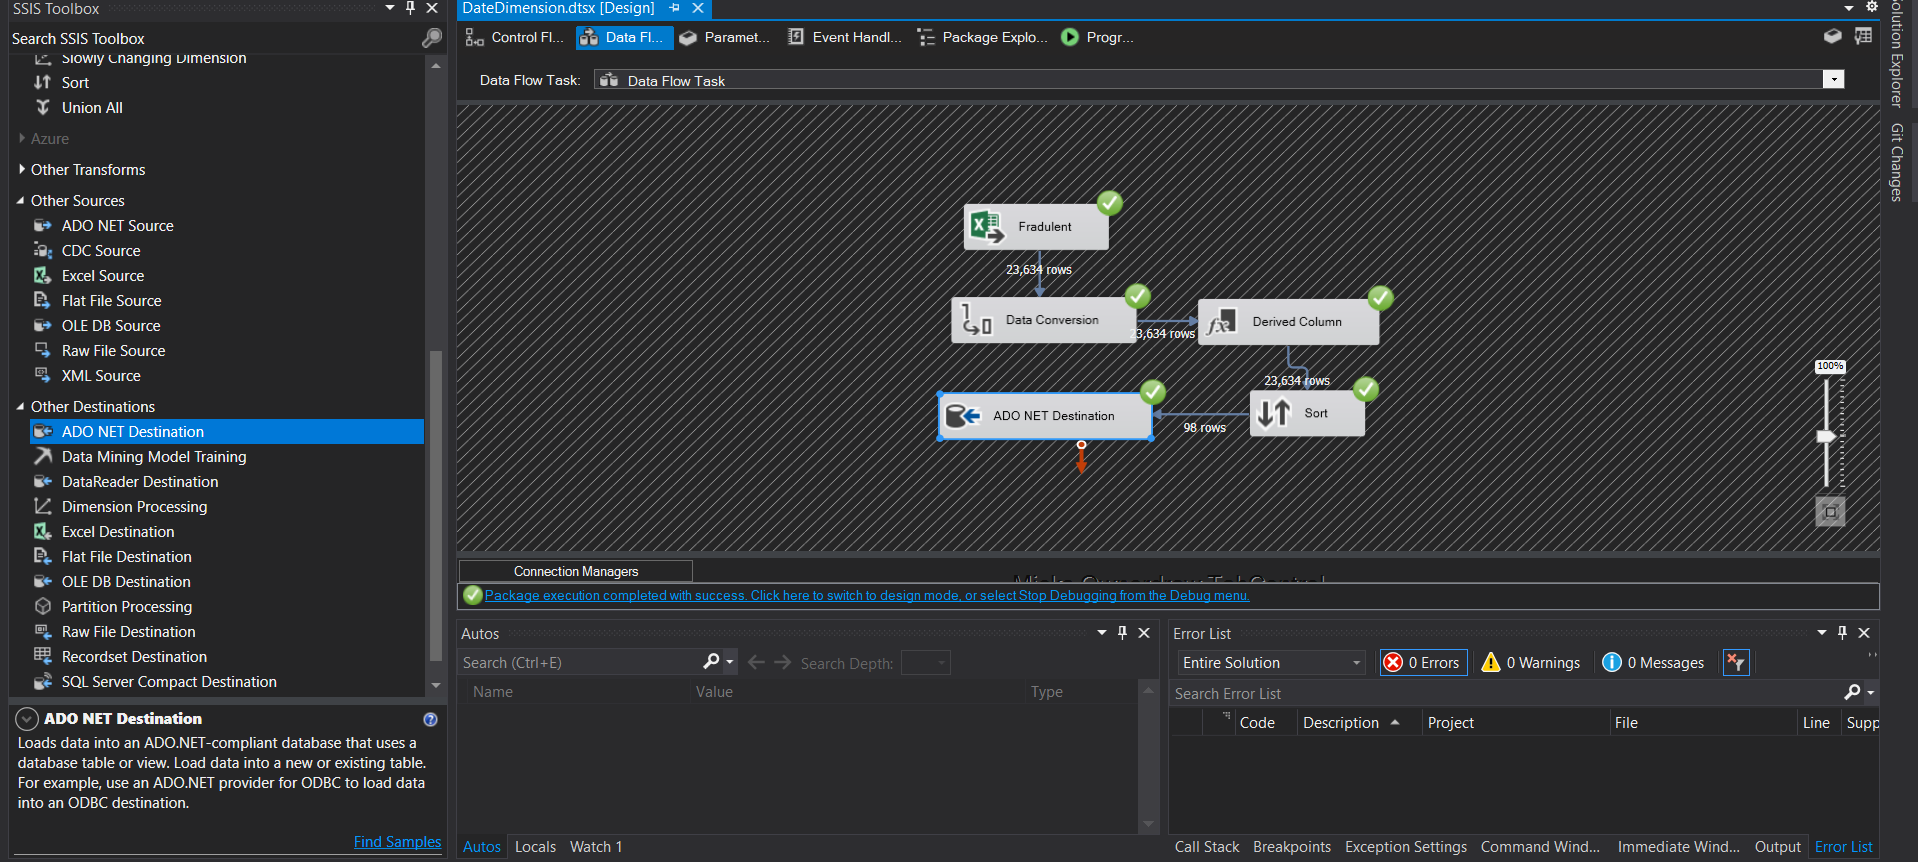 SSIS Toolbox
Search SSIS Toolbox
Slowly Changing Dimension
Sort
Union All
Azure
Other Transforms
Other Sources
ADO NET Source
CDC Source
Excel Source
Flat File Source
OLE DB Source
Raw File Source
XML Source
Other Destinations
ADO NET Destination
Data Mining Model Training
DataReader Destination
Dimension Processing
Excel Destination
Flat File Destination
OLE DB Destination
Partition Processing
Raw File Destination
Recordset Destination
SQL Server Compact Destination
ADO NET Destination
Loads data into an ADO.NET-compliant database that uses a
database table or view. Load data into a new or existing table.
For example, use an ADO.NET provider for ODBC to load data
into an ODBC destination.
Find Samples
DateDimension.dtsx [Design]
Control Fl... Data Fl... Paramet... Event Handl... Package Explo... Progr...
Data Flow Task: Data Flow Task
Fradulent
23,634 rows
Data Conversion
23,634 rows
Derived Column
23,634 rows
Sort
98 rows
ADO NET Destination
100%
Connection Managers
Package execution completed with success. Click here to switch to design mode, or select Stop Debugging from the Debug menu.
Autos
Search (Ctrl+E) Search Depth:
Name Value Type
Autos Locals Watch 1
Error List
Entire Solution 0 Errors 0 Warnings 0 Messages
Search Error List
Code Description Project File Line Supp
Call Stack Breakpoints Exception Settings Command Wind... Immediate Wind... Output Error List
Solution Explorer
Git Changes